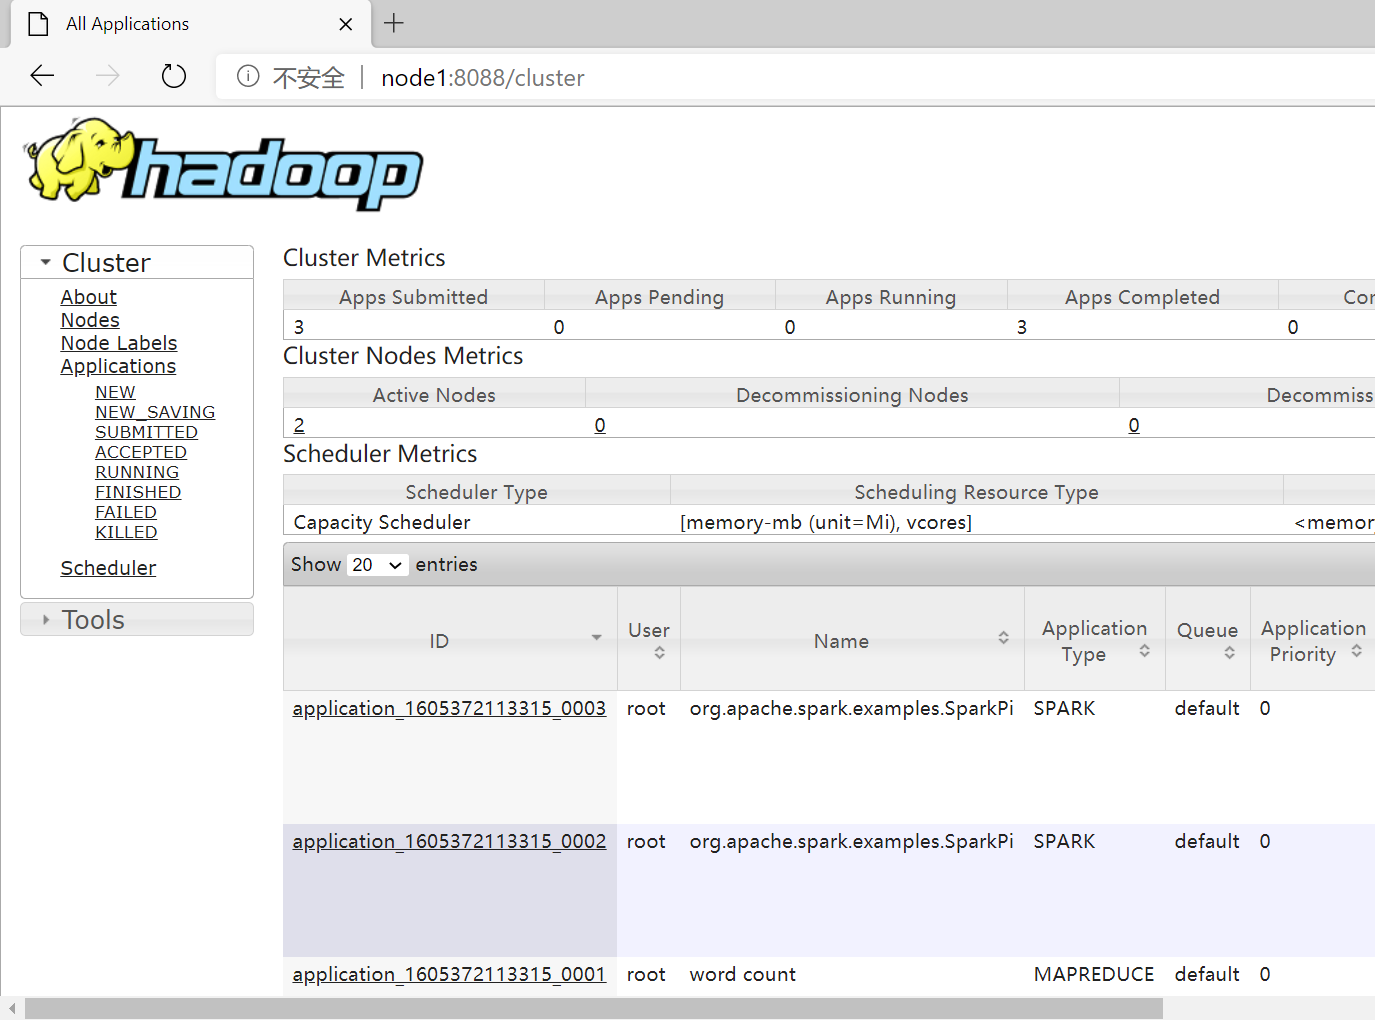 All Applications
不安全 | node1:8088/cluster
hadoop
Cluster
About
Nodes
Node Labels
Applications
NEW
NEW_SAVING
SUBMITTED
ACCEPTED
RUNNING
FINISHED
FAILED
KILLED
Scheduler
Tools
Cluster Metrics
Apps Submitted Apps Pending Apps Running Apps Completed Cor
3 0 0 3 0
Cluster Nodes Metrics
Active Nodes Decommissioning Nodes Decommiss
2 0 0
Scheduler Metrics
Scheduler Type Scheduling Resource Type
Capacity Scheduler [memory-mb (unit=Mi), vcores] <memor
Show 20 entries
ID User Name Application Type Queue Application Priority
application_1605372113315_0003 root org.apache.spark.examples.SparkPi SPARK default 0
application_1605372113315_0002 root org.apache.spark.examples.SparkPi SPARK default 0
application_1605372113315_0001 root word count MAPREDUCE default 0